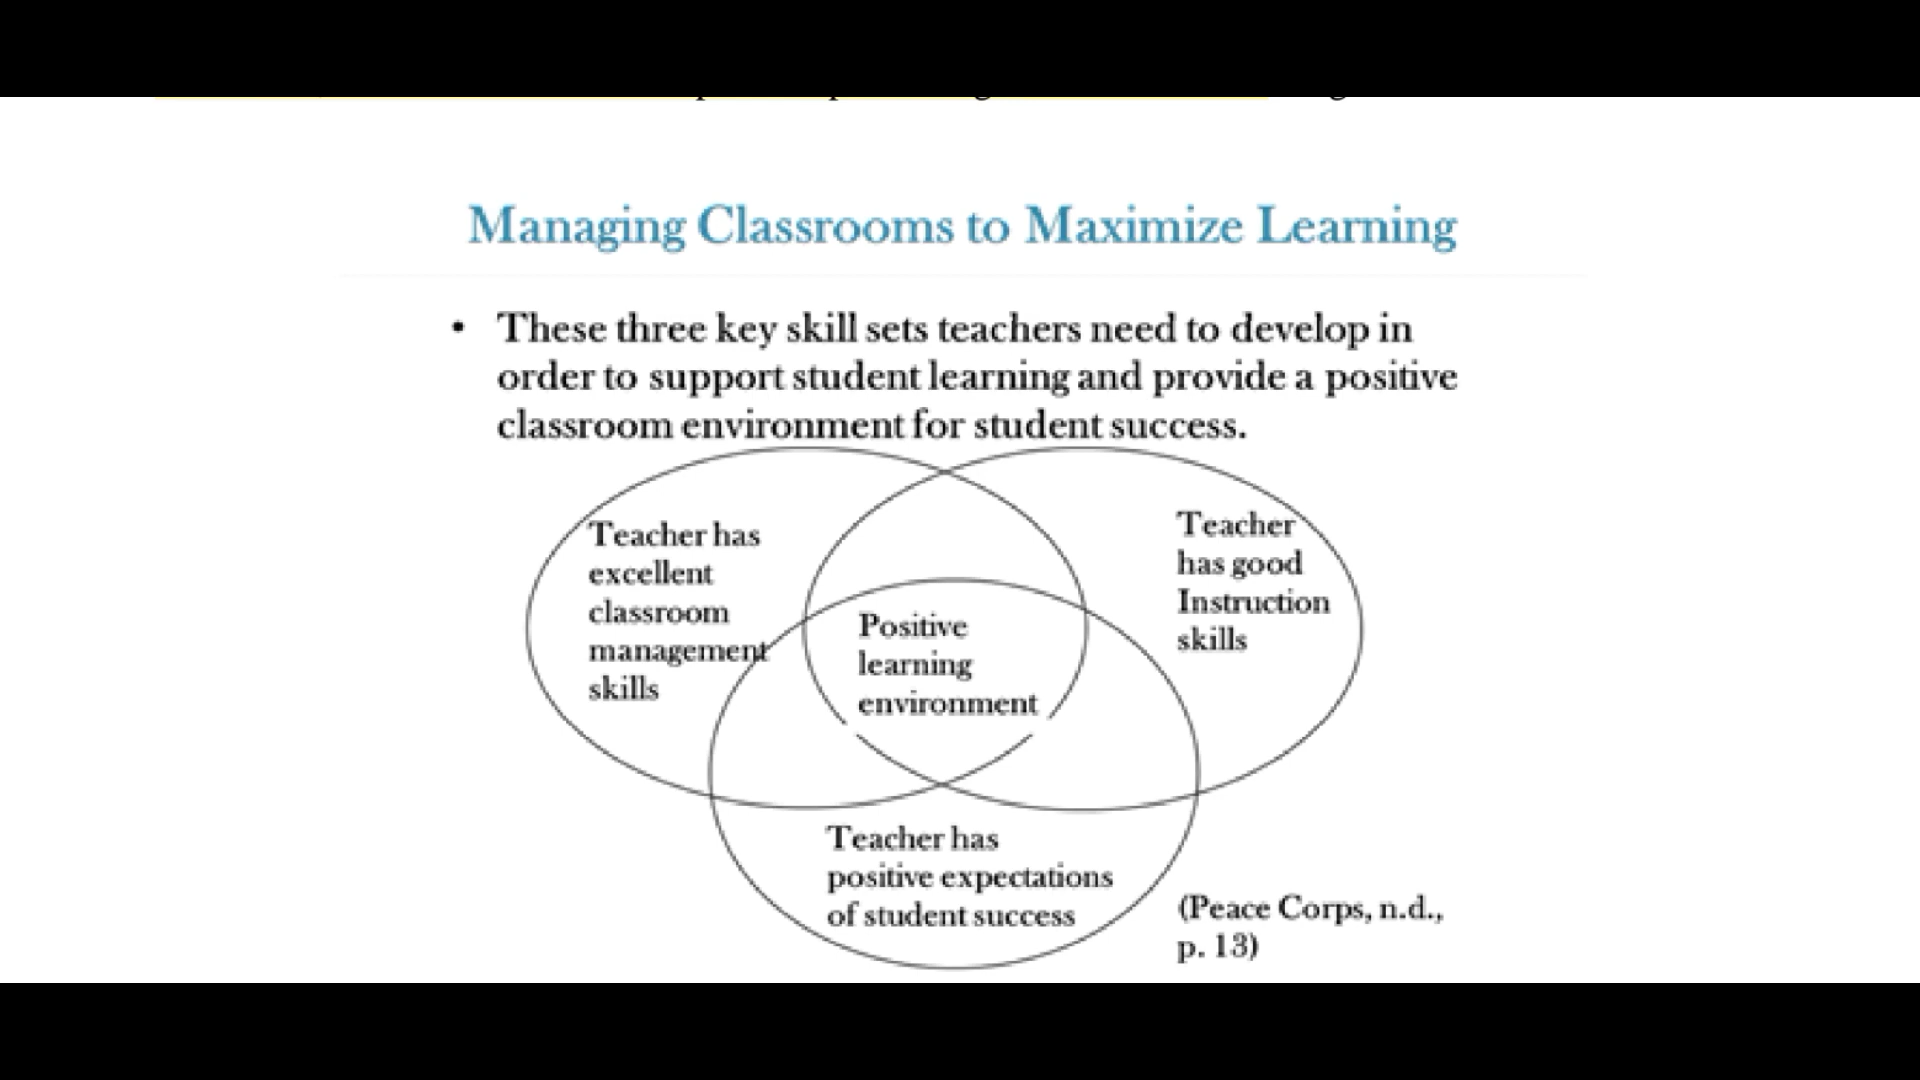 Managing Classrooms to Maximize Learning
• These three key skill sets teachers need to develop in
order to support student learning and provide a positive
classroom environment for student success.
Teacher has
excellent
classroom
management
skills
Teacher
has good
Instruction
skills
Positive
learning
environment
Teacher has
positive expectations
of student success
(Peace Corps, n.d.,
p. 13)